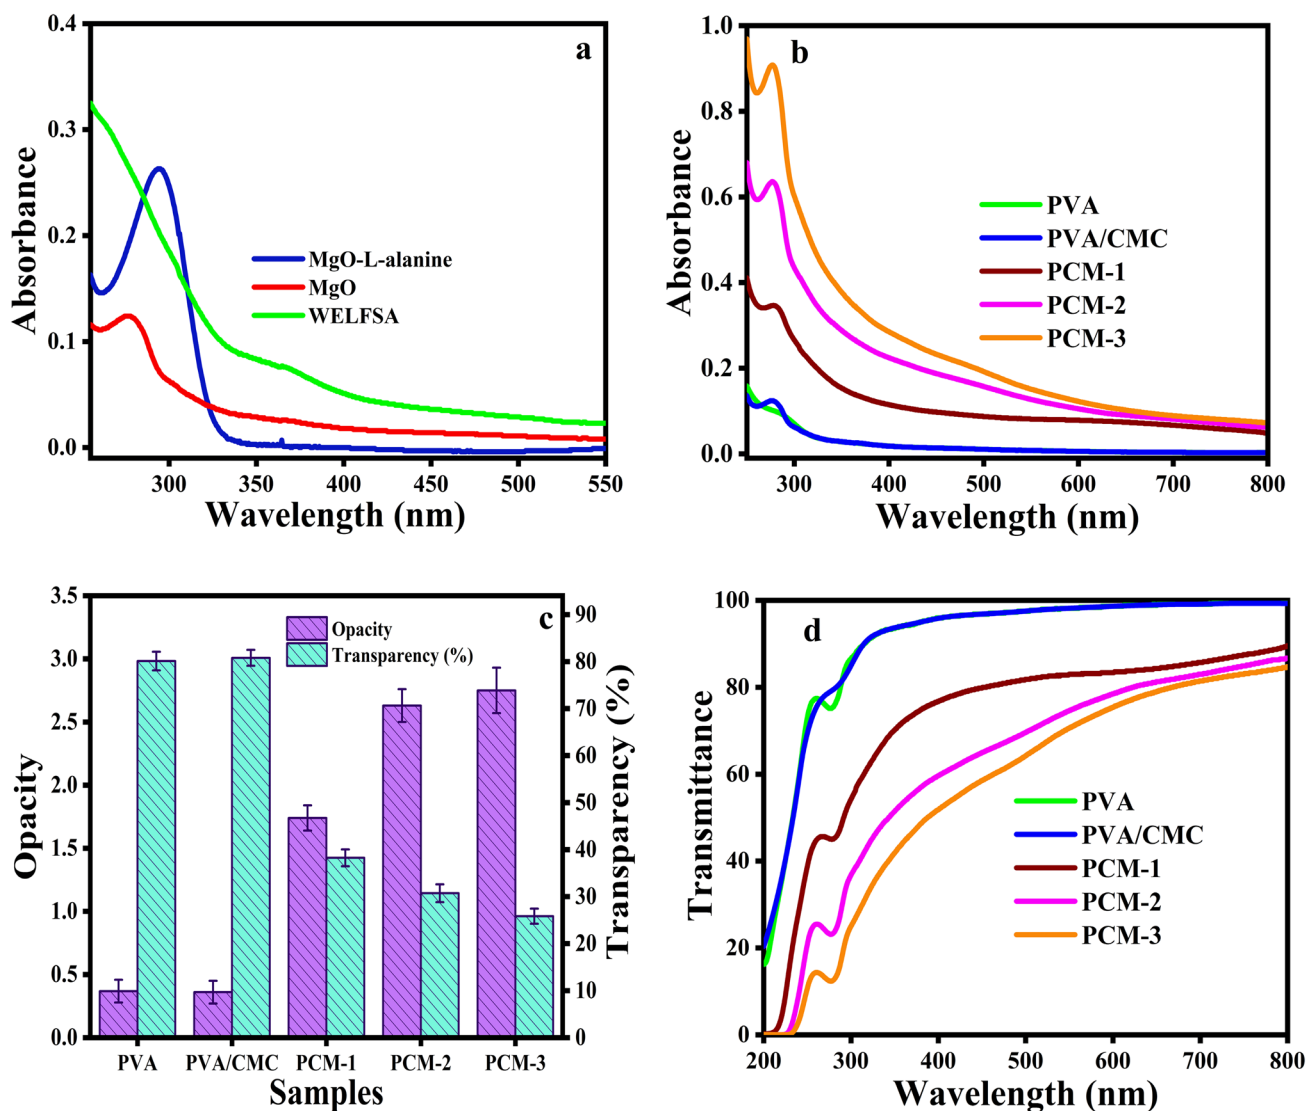 a
0.4
0.3
0.2
0.1
0.0
Absorbance
MgO-L-alanine
MgO
WELFSA
300
350
400
450
500
550
Wavelength (nm)
b
1.0
0.8
0.6
0.4
0.2
0.0
Absorbance
PVA
PVA/CMC
PCM-1
PCM-2
PCM-3
300
400
500
600
700
800
Wavelength (nm)
c
3.5
3.0
2.5
2.0
1.5
1.0
0.5
0.0
Opacity
Opacity
Transparency (%)
90
80
70
60
50
40
30
20
10
0
Transparency (%)
PVA
PVA/CMC
PCM-1
PCM-2
PCM-3
Samples
d
100
80
60
40
20
0
Transmittance
PVA
PVA/CMC
PCM-1
PCM-2
PCM-3
200
300
400
500
600
700
800
Wavelength (nm)